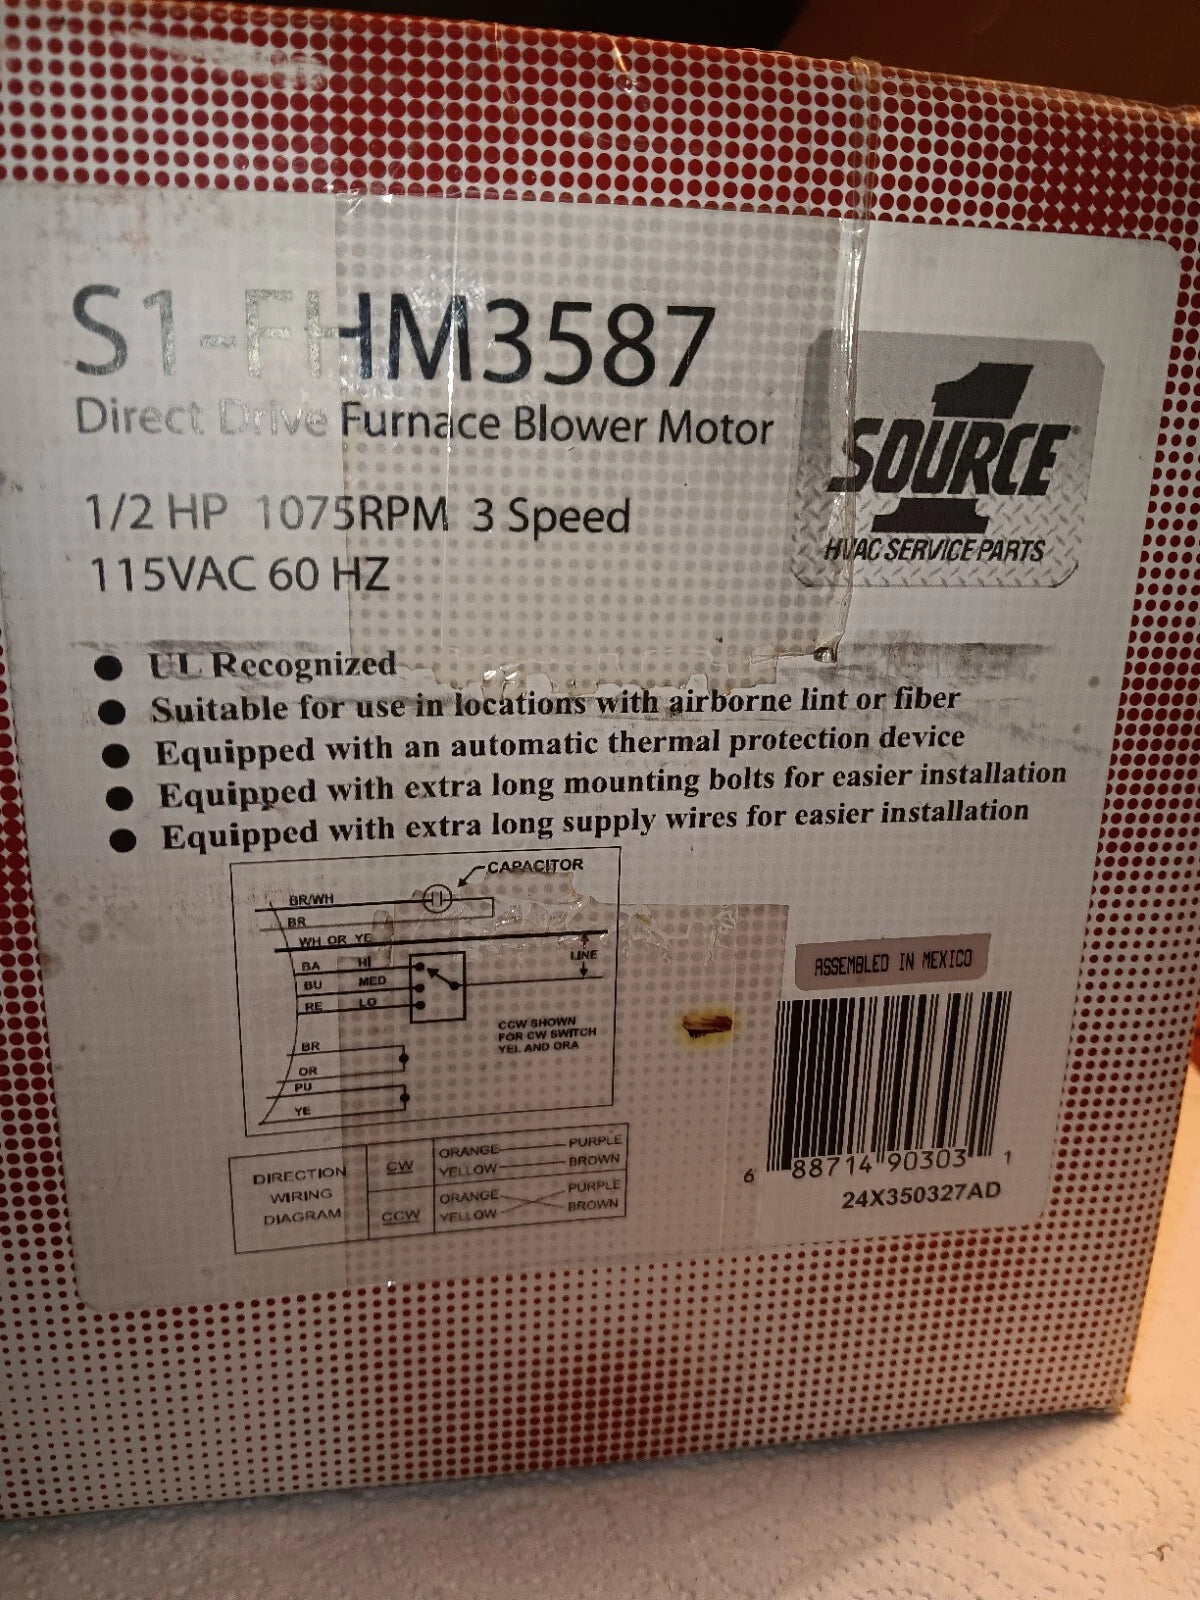 S1-FHM3587
Direct Drive Furnace Blower Motor
1/2 HP 1075RPM 3 Speed
115VAC 60 HZ
SOURCE
1
HVAC SERVICE PARTS
● UL Recognized
● Suitable for use in locations with airborne lint or fiber
● Equipped with an automatic thermal protection device
● Equipped with extra long mounting bolts for easier installation
● Equipped with extra long supply wires for easier installation
CAPACITOR
BR/WH
BR
WH OR YE
LINE
BA HI
BU MED
RE LO
CCW SHOWN
FOR CW SWITCH
YEL AND ORA
BR
OR
PU
YE
DIRECTION
WIRING
DIAGRAM
CW
ORANGE PURPLE
YELLOW BROWN
CCW
ORANGE PURPLE
YELLOW BROWN
ASSEMBLED IN MEXICO
6 88714 90303 1
24X350327AD